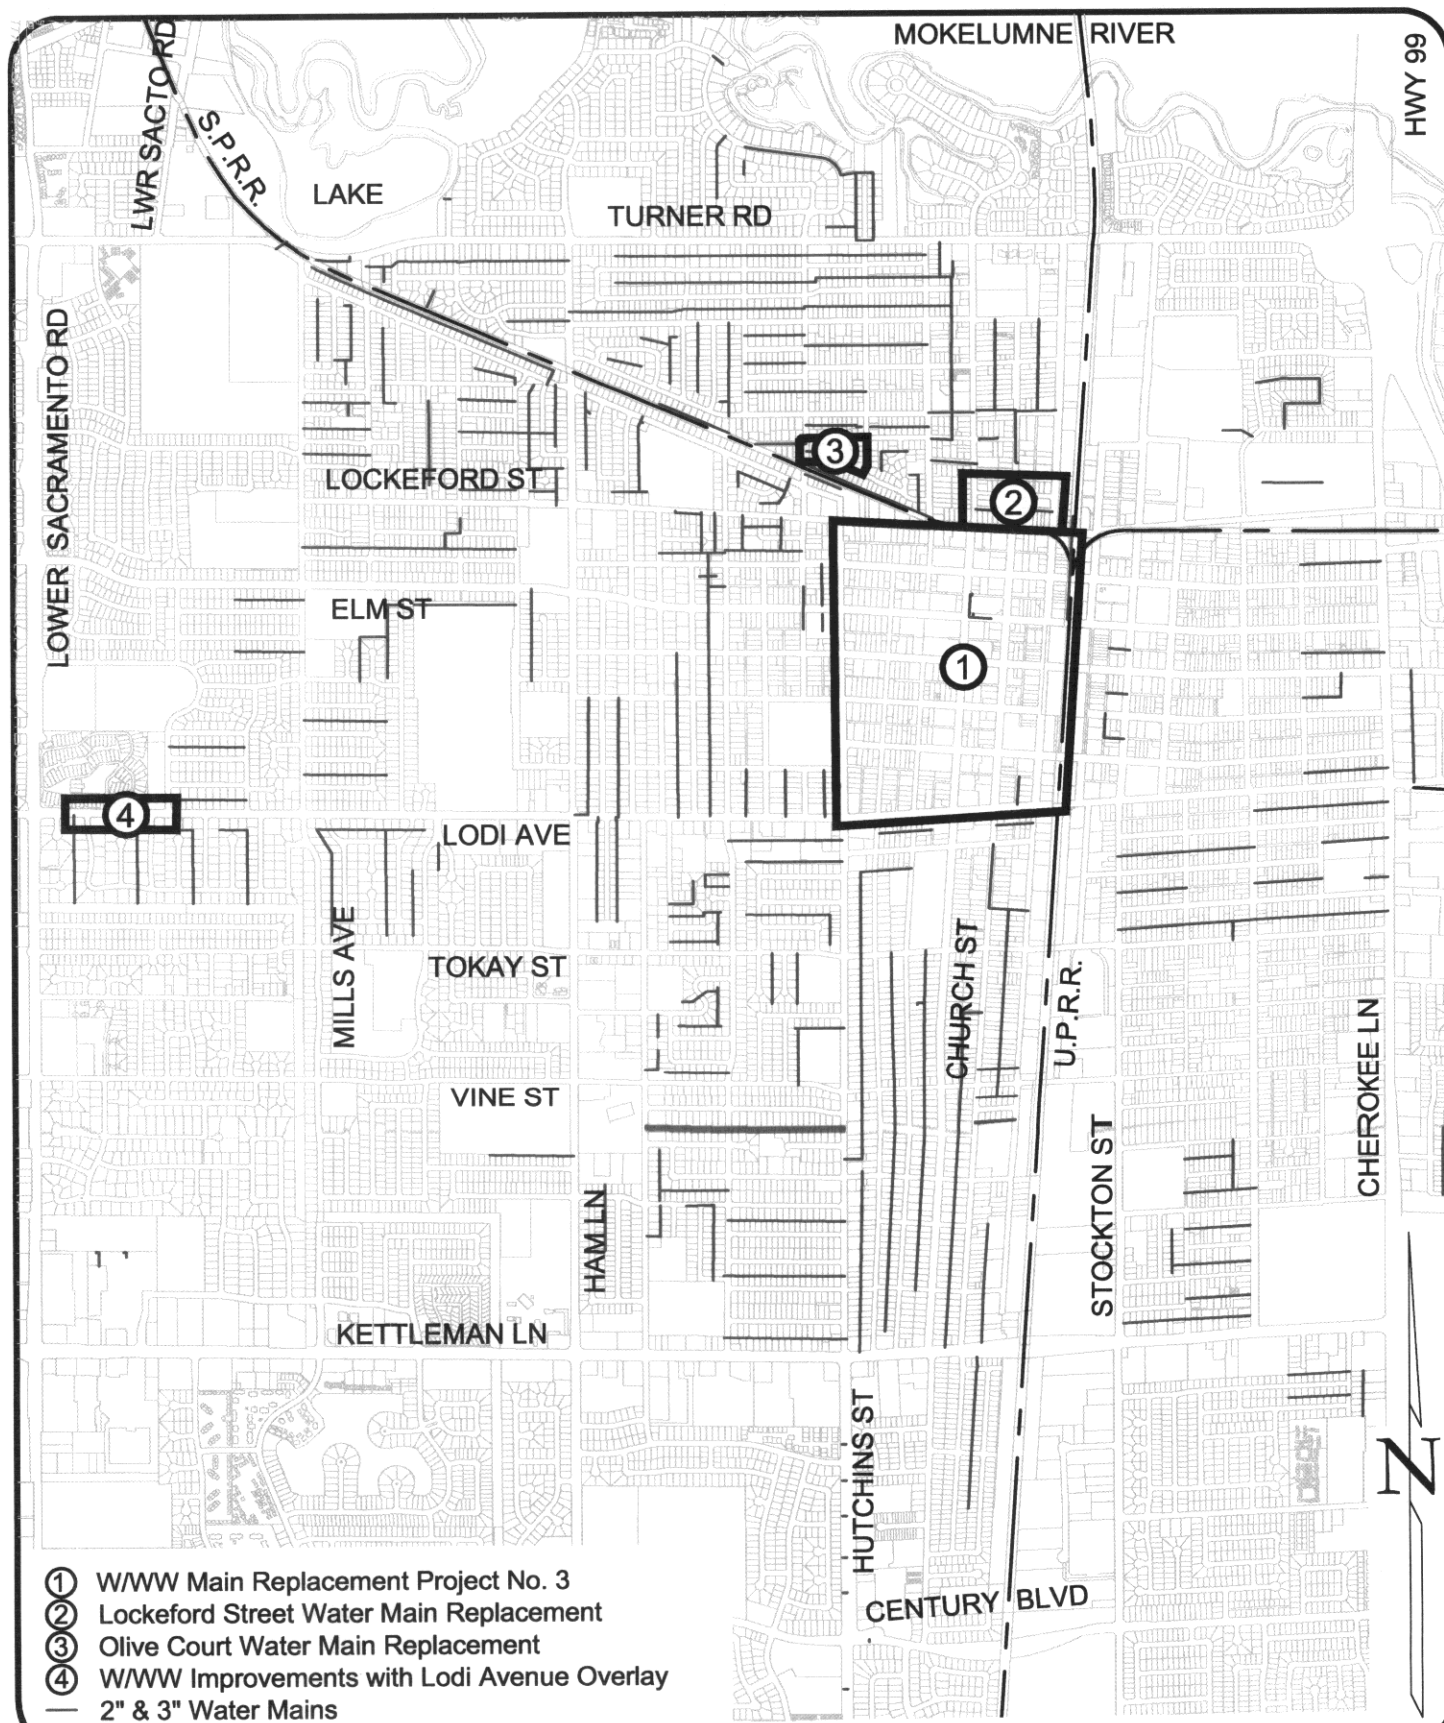 MOKELUMNE RIVER
HWY 99
LWR SACTO RD
S.P.R.R.
LAKE
TURNER RD
LOWER SACRAMENTO RD
3
LOCKEFORD ST
2
ELM ST
1
4
LODI AVE
MILLS AVE
TOKAY ST
CHURCH ST
U.P.R.R.
CHEROKEE LN
VINE ST
STOCKTON ST
HAM LN
KETTLEMAN LN
HUTCHINS ST
N
CENTURY BLVD
1 W/WW Main Replacement Project No. 3
2 Lockeford Street Water Main Replacement
3 Olive Court Water Main Replacement
4 W/WW Improvements with Lodi Avenue Overlay
2" & 3" Water Mains